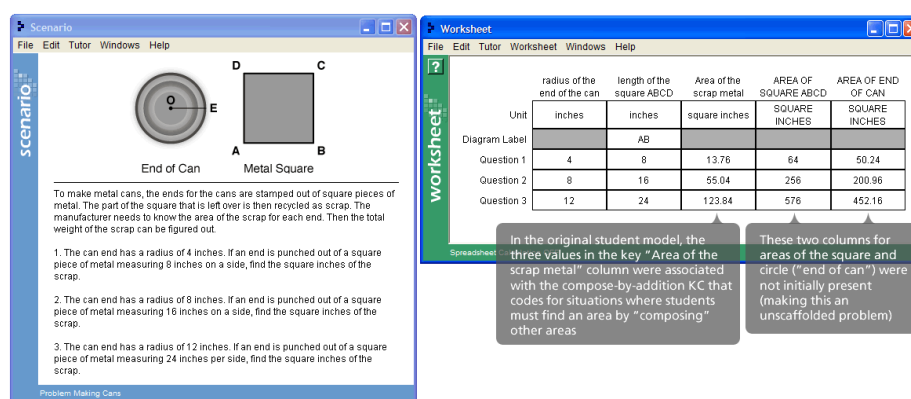 Scenario
File Edit Tutor Windows Help
scenario
D C
O E
A B
End of Can Metal Square
To make metal cans, the ends for the cans are stamped out of square pieces of
metal. The part of the square that is left over is then recycled as scrap. The
manufacturer needs to know the area of the scrap for each end. Then the total
weight of the scrap can be figured out.
1. The can end has a radius of 4 inches. If an end is punched out of a square
piece of metal measuring 8 inches on a side, find the square inches of the
scrap.
2. The can end has a radius of 8 inches. If an end is punched out of a square
piece of metal measuring 16 inches on a side, find the square inches of the
scrap.
3. The can end has a radius of 12 inches. If an end is punched out of a square
piece of metal measuring 24 inches per side, find the square inches of the
scrap.
Problem Making Cans
Worksheet
File Edit Tutor Worksheet Windows Help
?
worksheet
radius of the length of the Area of the AREA OF AREA OF END
end of the can square ABCD scrap metal SQUARE ABCD OF CAN
Unit inches inches square inches SQUARE INCHES SQUARE INCHES
Diagram Label AB
Question 1 4 8 13.76 64 50.24
Question 2 8 16 55.04 256 200.96
Question 3 12 24 123.84 576 452.16
Spreadsheet
In the original student model, the
three values in the key “Area of the
scrap metal” column were associated
with the compose-by-addition KC that
codes for situations where students
must find an area by “composing”
other areas
These two columns for
areas of the square and
circle (“end of can”) were
not initially present
(making this an
unscaffolded problem)